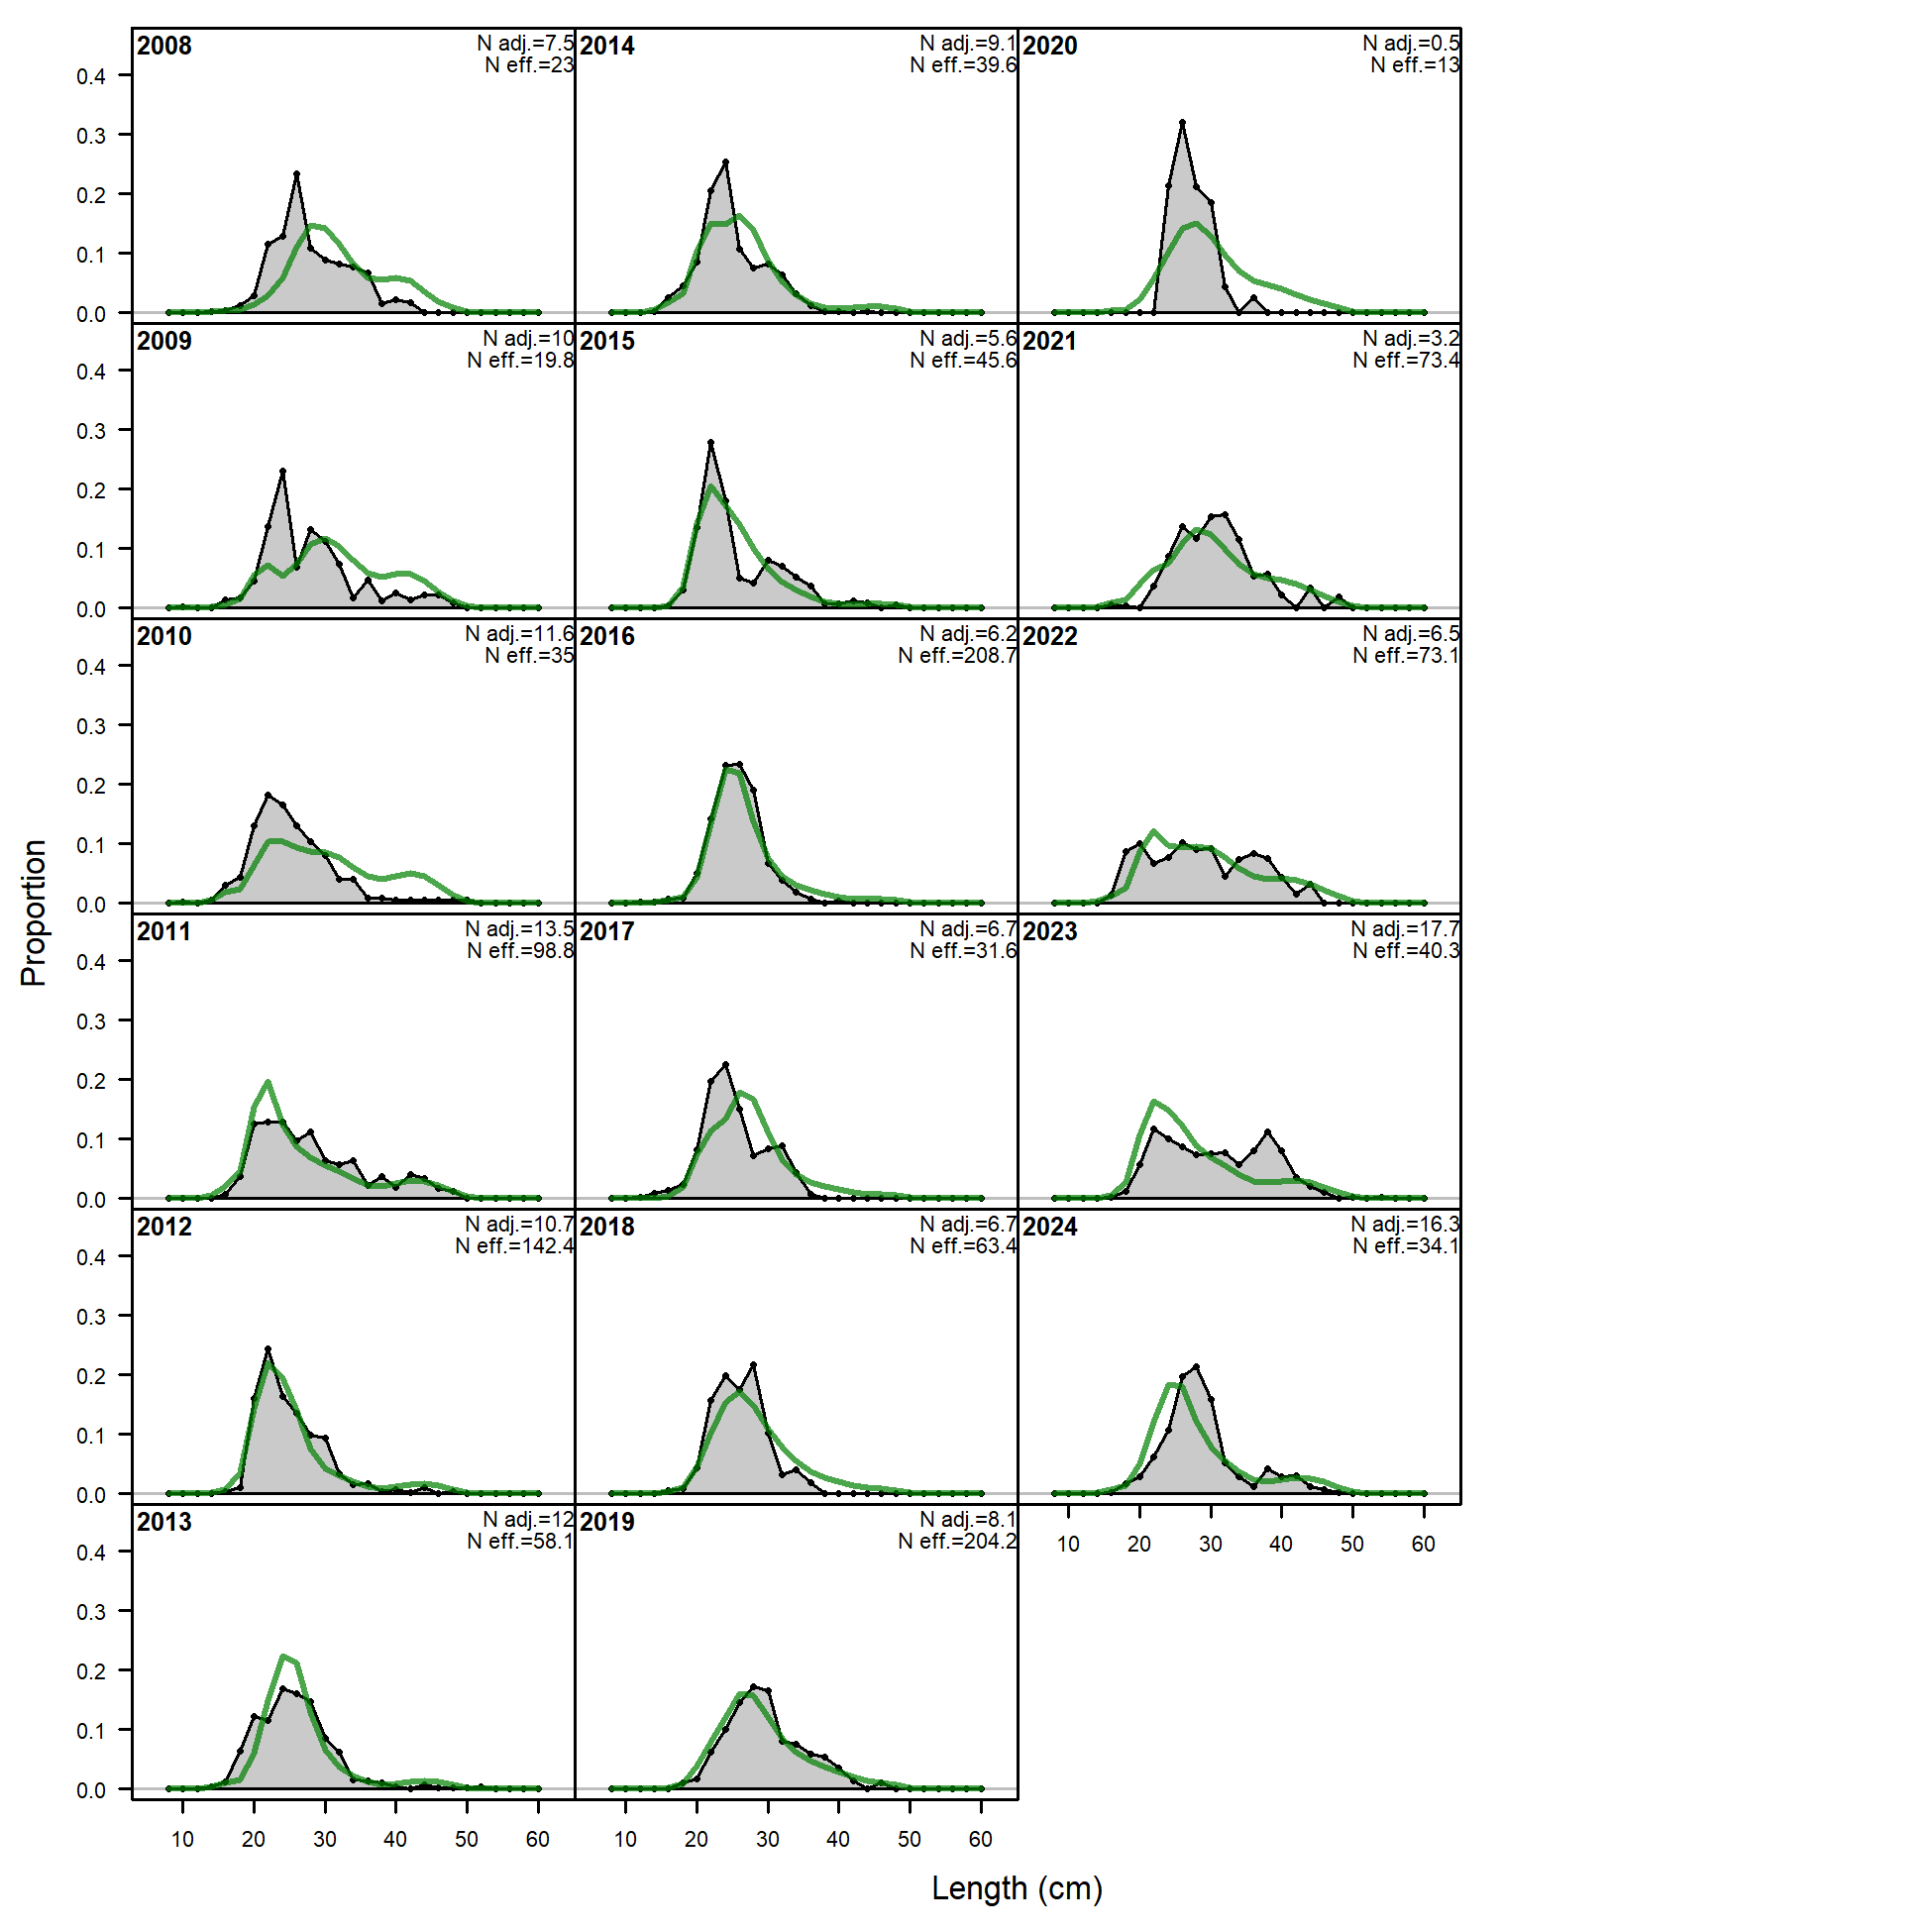 2008
N adj.=7.5
N eff.=23
2014
N adj.=9.1
N eff.=39.6
2020
N adj.=0.5
N eff.=13
0.4
0.3
0.2
0.1
0.0
2009
N adj.=10
N eff.=19.8
2015
N adj.=5.6
N eff.=45.6
2021
N adj.=3.2
N eff.=73.4
0.4
0.3
0.2
0.1
0.0
2010
N adj.=11.6
N eff.=35
2016
N adj.=6.2
N eff.=208.7
2022
N adj.=6.5
N eff.=73.1
0.4
0.3
0.2
0.1
0.0
Proportion
2011
N adj.=13.5
N eff.=98.8
2017
N adj.=6.7
N eff.=31.6
2023
N adj.=17.7
N eff.=40.3
0.4
0.3
0.2
0.1
0.0
2012
N adj.=10.7
N eff.=142.4
2018
N adj.=6.7
N eff.=63.4
2024
N adj.=16.3
N eff.=34.1
0.4
0.3
0.2
0.1
0.0
10 20 30 40 50 60
2013
N adj.=12
N eff.=58.1
2019
N adj.=8.1
N eff.=204.2
0.4
0.3
0.2
0.1
0.0
10 20 30 40 50 60
10 20 30 40 50 60
Length (cm)